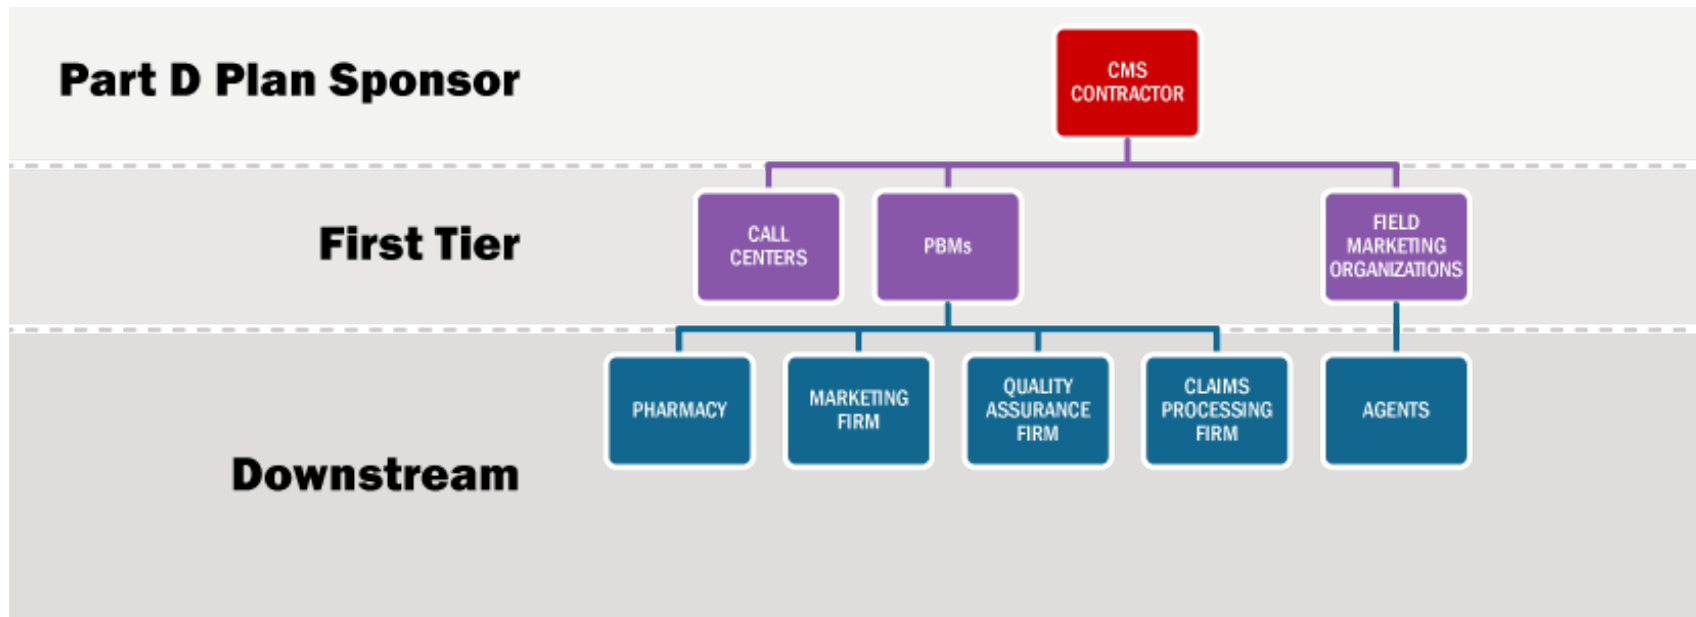 Part D Plan Sponsor
CMS
CONTRACTOR
First Tier
CALL
CENTERS
PBMs
FIELD
MARKETING
ORGANIZATIONS
Downstream
PHARMACY
MARKETING
FIRM
QUALITY
ASSURANCE
FIRM
CLAIMS
PROCESSING
FIRM
AGENTS